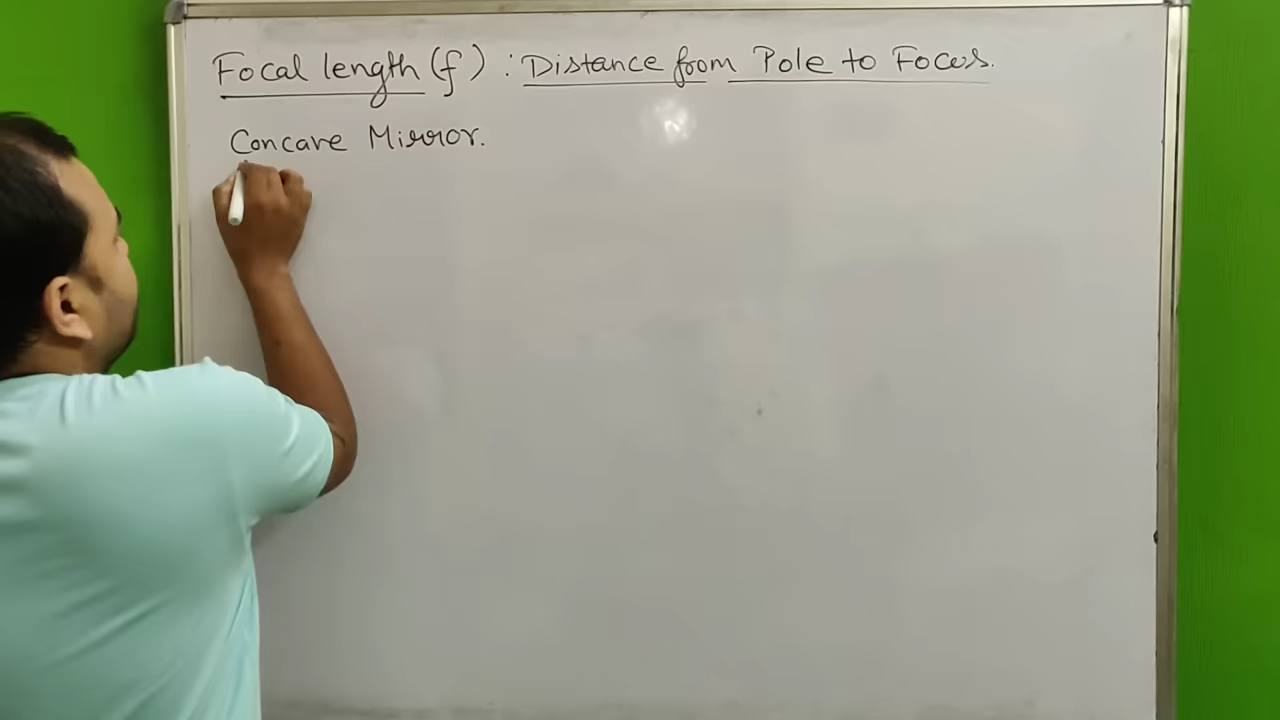 Focal length (f) : Distance from Pole to Focus.
Concave Mirror.